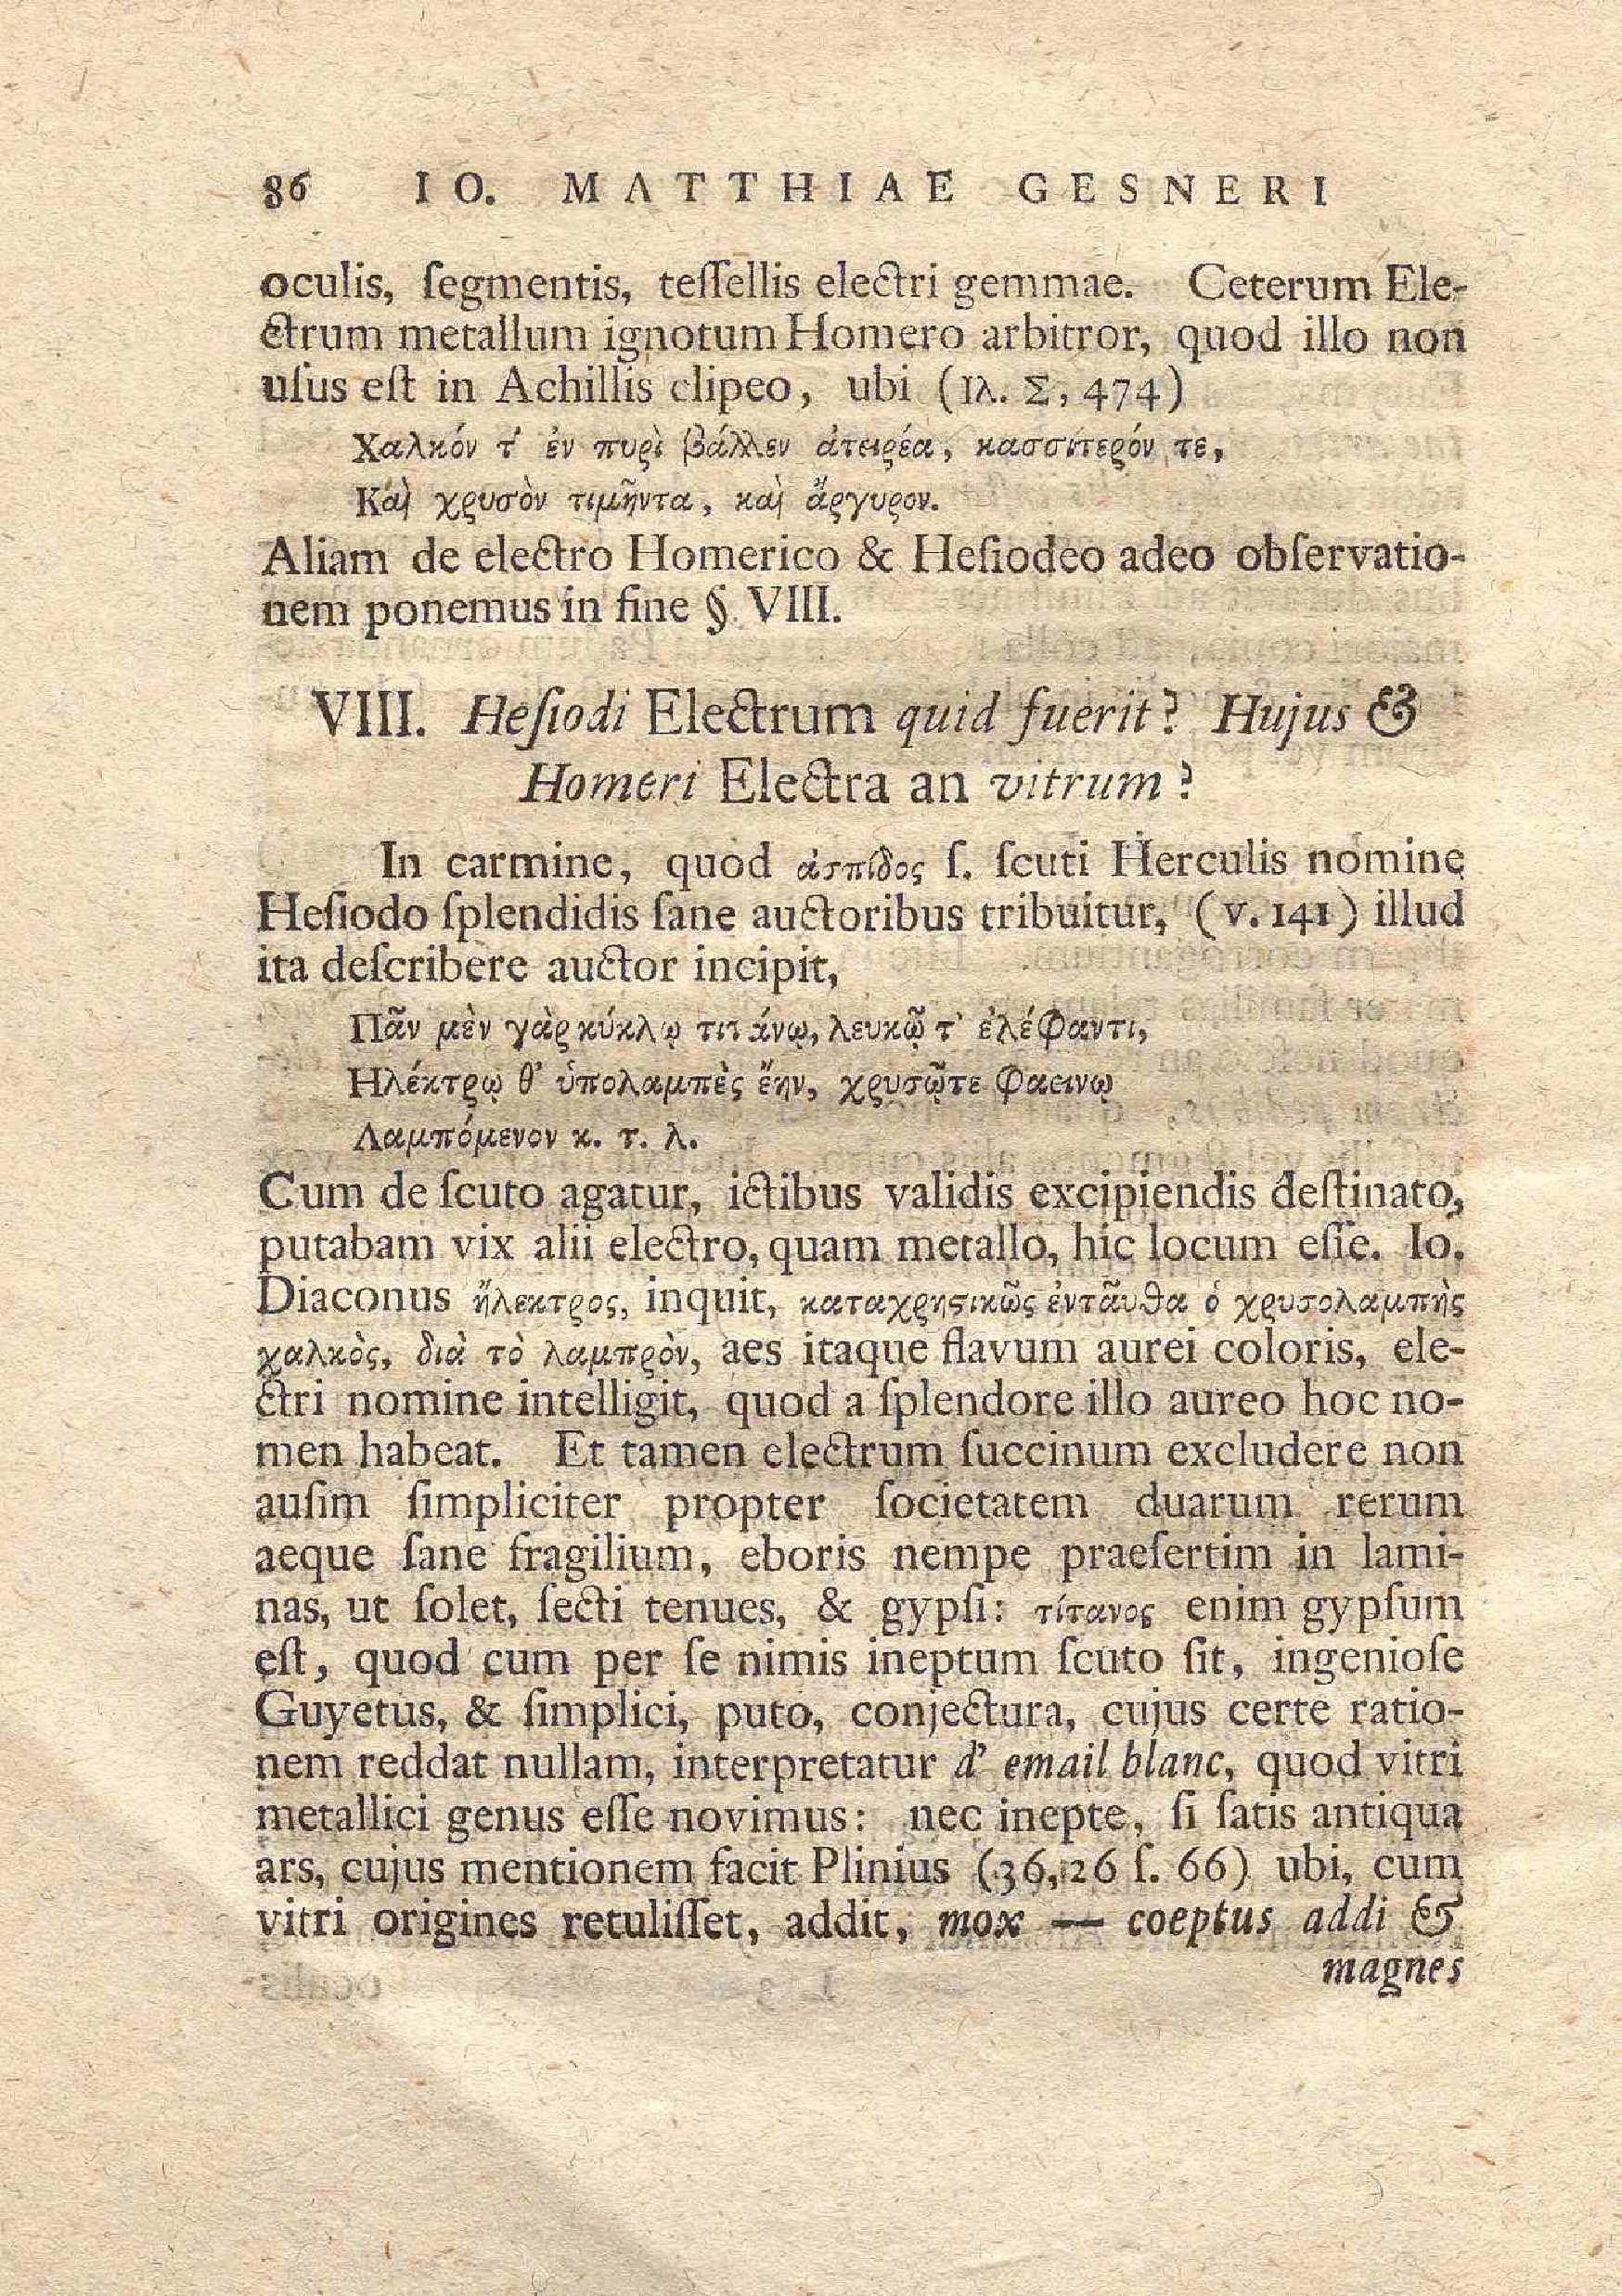 86 IO. MATTHIAE GESNERI
oculis, ſegmentis, teſſellis electri gemmae. Ceterum Ele-
ctrum metallum ignotum Homero arbitror, quod illo non
uſus eſt in Achillis clipeo, ubi (Ιλ. Σ, 474)
Χαλκόν τ' ἐν πυρὶ βάλλεν ἀτειρέα, κασσίτερόν τε,
Καὶ χρυσὸν τιμῆντα, καὶ ἄργυρον.
Aliam de electro Homerico & Heſiodeo adeo obſervatio-
nem ponemus in fine §. VIII.
VIII. Heſiodi Electrum quid fuerit? Hujus &
Homeri Electra an vitrum?
In carmine, quod ἀσπίδος ſ. ſcuti Herculis nomine
Heſiodo ſplendidis ſane auctoribus tribuitur, (v. 141) illud
ita deſcribere auctor incipit,
Πᾶν μὲν γὰρ κύκλῳ τιτάνῳ, λευκῷ τ' ἐλέφαντι,
Ηλέκτρῳ θ' ὑπολαμπὲς ἔην, χρυσῷτε φαεινῳ
Λαμπόμενον κ. τ. λ.
Cum de ſcuto agatur, ictibus validis excipiendis deſtinato,
putabam vix alii electro, quam metallo, hic locum eſſe. Io.
Diaconus ἤλεκτρος, inquit, καταχρηστικῶς ἐνταῦθα ὁ χρυσολαμπὴς
χαλκὸς, διὰ τὸ λαμπρὸν, aes itaque flavum aurei coloris, ele-
ctri nomine intelligit, quod a ſplendore illo aureo hoc no-
men habeat. Et tamen electrum ſuccinum excludere non
auſim ſimpliciter propter ſocietatem duarum rerum
aeque ſane fragilium, eboris nempe praeſertim in lami-
nas, ut ſolet, ſecti tenues, & gypſi: τίτανος enim gypſum
eſt, quod cum per ſe nimis ineptum ſcuto ſit, ingenioſe
Guyetus, & ſimplici, puto, conjectura, cujus certe ratio-
nem reddat nullam, interpretatur d' email blanc, quod vitri
metallici genus eſſe novimus: nec inepte, ſi ſatis antiqua
ars, cujus mentionem facit Plinius (36, 26 ſ. 66) ubi, cum
vitri origines retuliſſet, addit, mox — coeptus addi &
magnes